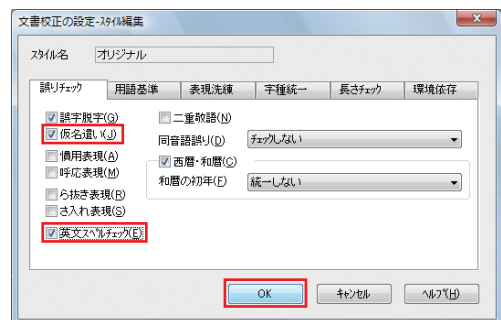 文書校正の設定-ｽﾀｲﾙ編集
ｽﾀｲﾙ名 オリジナル
誤りﾁｪｯｸ 用語基準 表現洗練 字種統一 長さﾁｪｯｸ 環境依存
誤字脱字(G) 二重敬語(N)
仮名遣い(J) 同音語誤り(D) ﾁｪｯｸしない
慣用表現(A) 西暦・和暦(C)
呼応表現(M) 和暦の初年(F) 統一しない
ら抜き表現(R)
さ入れ表現(S)
英文ｽﾍﾟﾙﾁｪｯｸ(E)
OK ｷｬﾝｾﾙ ﾍﾙﾌﾟ(H)